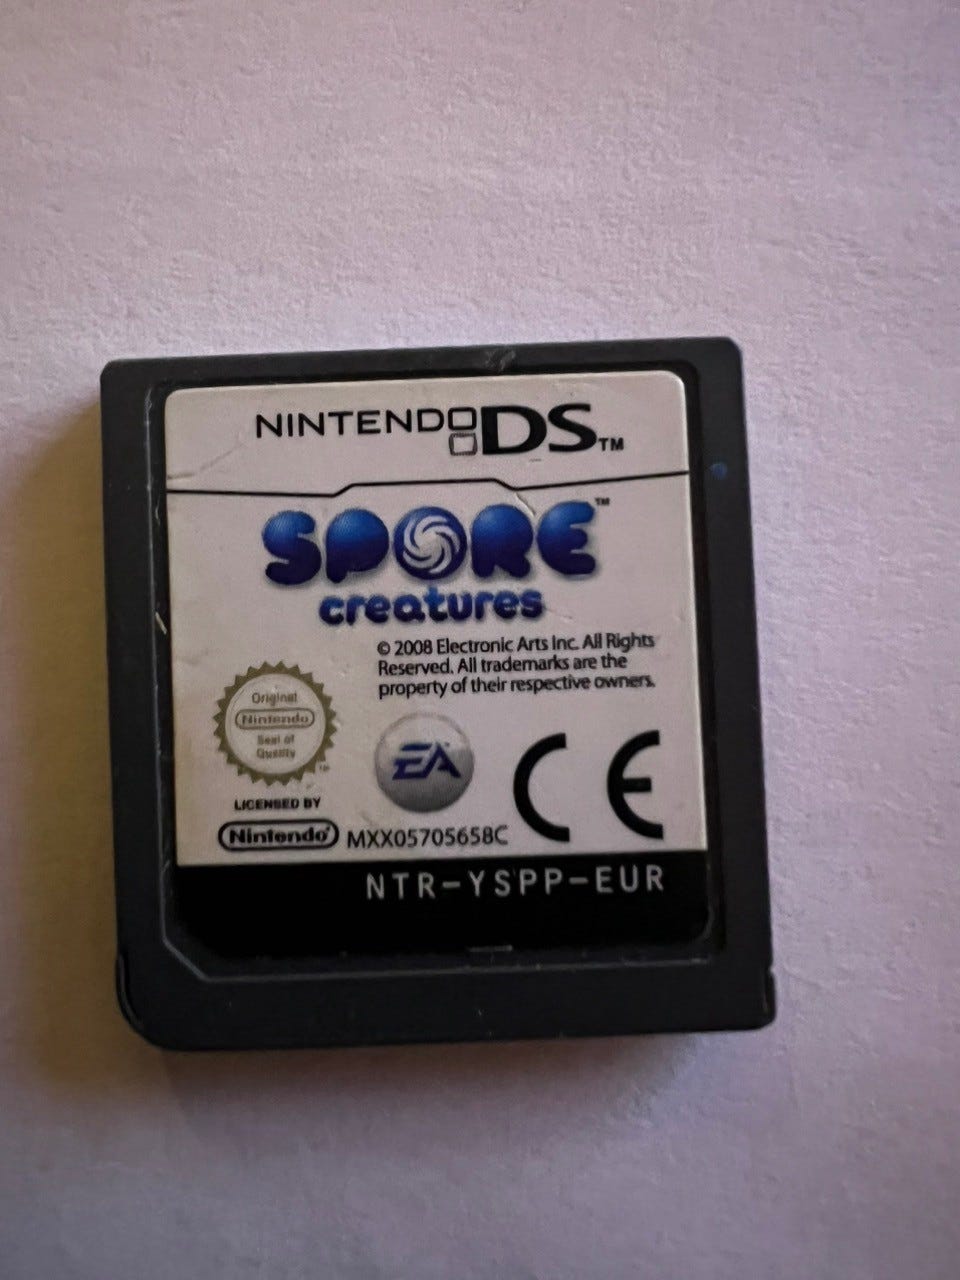 NINTENDO DS™
SPORE™
creatures
© 2008 Electronic Arts Inc. All Rights
Reserved. All trademarks are the
property of their respective owners.
Original
Nintendo
Seal of
Quality
™
EA
CE
LICENSED BY
Nintendo®
MXX05705658C
NTR-YSPP-EUR